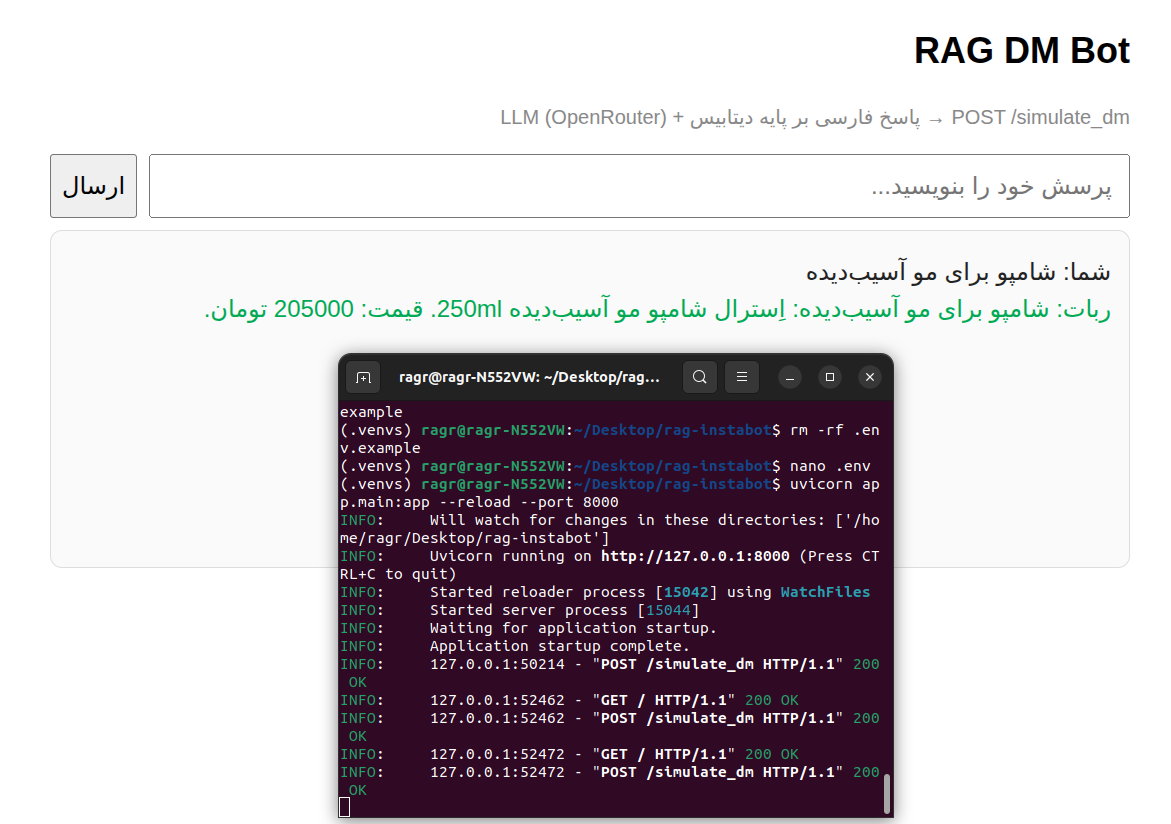 RAG DM Bot
POST /simulate_dm → پاسخ فارسی بر پایه دیتابیس + LLM (OpenRouter)
پرسش خود را بنویسید...
ارسال
شما: شامپو برای مو آسیب‌دیده
ربات: شامپو برای مو آسیب‌دیده: اِسترال شامپو مو آسیب‌دیده 250ml. قیمت: 205000 تومان.
ragr@ragr-N552VW: ~/Desktop/rag...
example
(.venvs) ragr@ragr-N552VW:~/Desktop/rag-instabot$ rm -rf .en
v.example
(.venvs) ragr@ragr-N552VW:~/Desktop/rag-instabot$ nano .env
(.venvs) ragr@ragr-N552VW:~/Desktop/rag-instabot$ uvicorn ap
p.main:app --reload --port 8000
INFO:     Will watch for changes in these directories: ['/ho
me/ragr/Desktop/rag-instabot']
INFO:     Uvicorn running on http://127.0.0.1:8000 (Press CT
RL+C to quit)
INFO:     Started reloader process [15042] using WatchFiles
INFO:     Started server process [15044]
INFO:     Waiting for application startup.
INFO:     Application startup complete.
INFO:     127.0.0.1:50214 - "POST /simulate_dm HTTP/1.1" 200
 OK
INFO:     127.0.0.1:52462 - "GET / HTTP/1.1" 200 OK
INFO:     127.0.0.1:52462 - "POST /simulate_dm HTTP/1.1" 200
 OK
INFO:     127.0.0.1:52472 - "GET / HTTP/1.1" 200 OK
INFO:     127.0.0.1:52472 - "POST /simulate_dm HTTP/1.1" 200
 OK